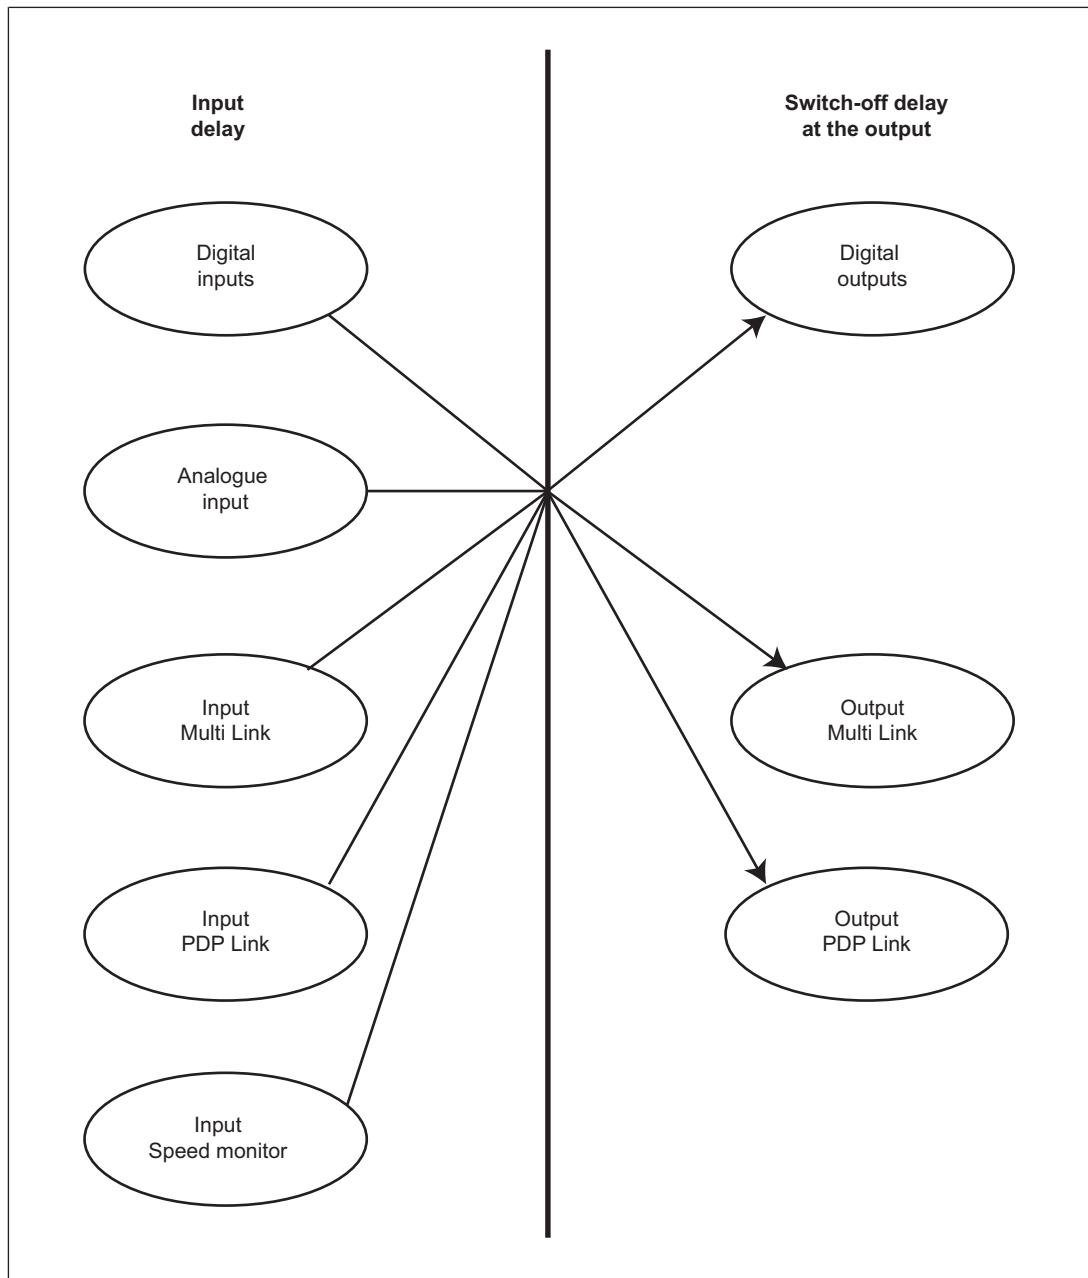 Input
delay
Switch-off delay
at the output
Digital
inputs
Digital
outputs
Analogue
input
Input
Multi Link
Output
Multi Link
Input
PDP Link
Output
PDP Link
Input
Speed monitor